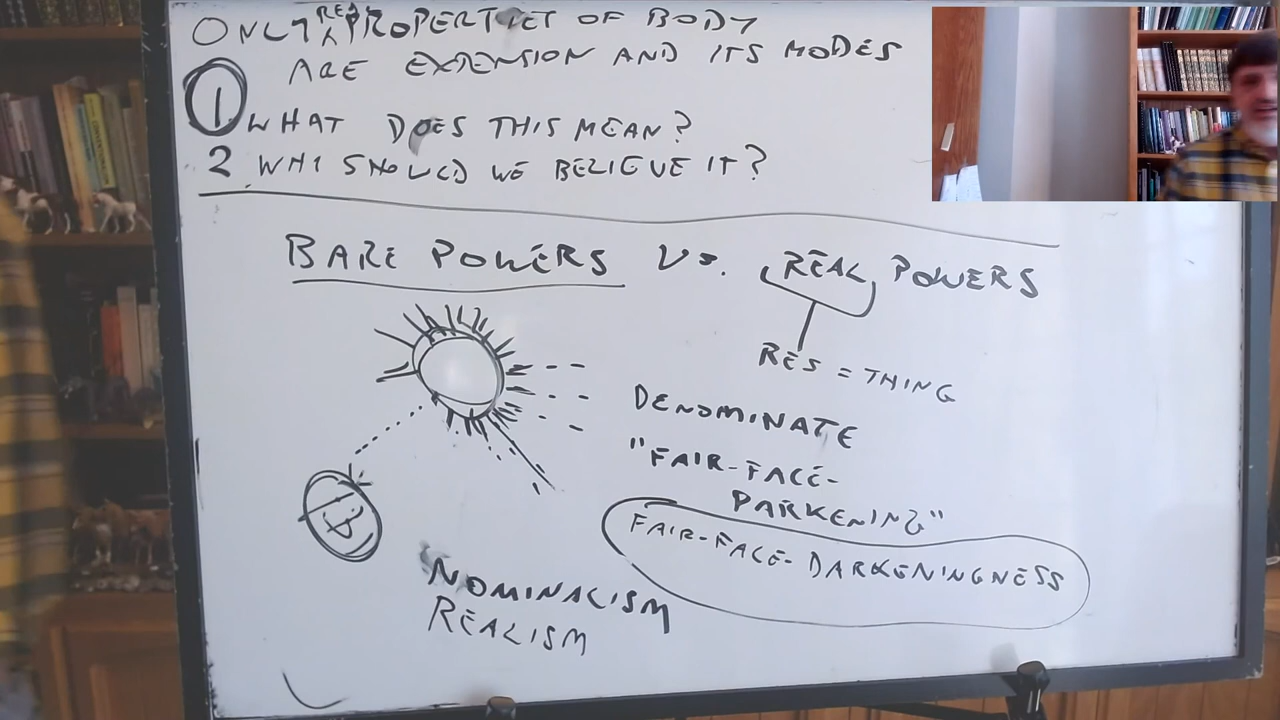 ONLY REAL PROPERTIES OF BODY
ARE EXTENSION AND ITS MODES
1. WHAT DOES THIS MEAN?
2 WHY SHOULD WE BELIEVE IT?
BARE POWERS VS. REAL POWERS
RES = THING
DENOMINATE
"FAIR-FACE-
DARKENING"
FAIR-FACE-DARKENINGNESS
NOMINALISM
REALISM